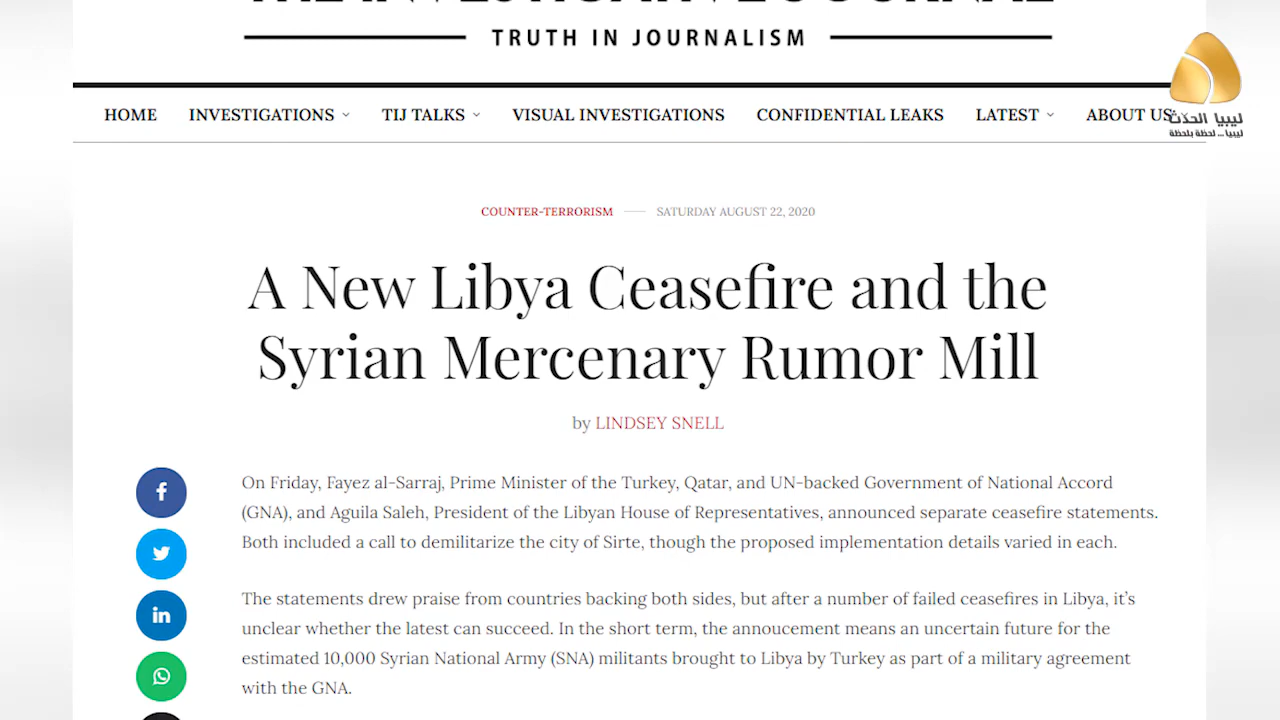 THE INVESTIGATIVE JOURNAL
TRUTH IN JOURNALISM
HOME INVESTIGATIONS TIJ TALKS VISUAL INVESTIGATIONS CONFIDENTIAL LEAKS LATEST ABOUT US
ليبيا الحدث
ليبيا ... لحظة بلحظة
COUNTER-TERRORISM SATURDAY AUGUST 22, 2020
A New Libya Ceasefire and the
Syrian Mercenary Rumor Mill
by LINDSEY SNELL
On Friday, Fayez al-Sarraj, Prime Minister of the Turkey, Qatar, and UN-backed Government of National Accord
(GNA), and Aguila Saleh, President of the Libyan House of Representatives, announced separate ceasefire statements.
Both included a call to demilitarize the city of Sirte, though the proposed implementation details varied in each.
The statements drew praise from countries backing both sides, but after a number of failed ceasefires in Libya, it's
unclear whether the latest can succeed. In the short term, the annoucement means an uncertain future for the
estimated 10,000 Syrian National Army (SNA) militants brought to Libya by Turkey as part of a military agreement
with the GNA.